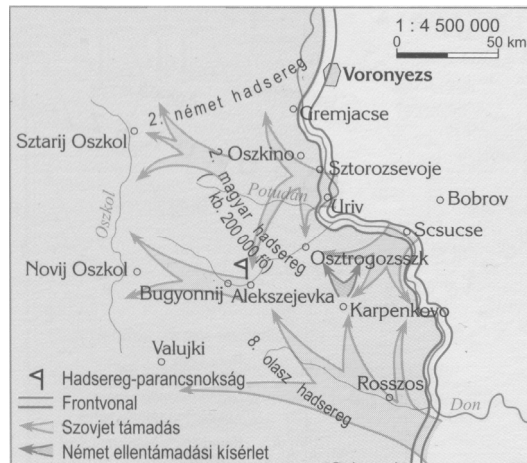 1 : 4 500 000
0 50 km
Voronyezs
2. német hadsereg
Gremjacse
Sztarij Oszkol
Oszkino
Sztorozsevoje
2. magyar hadsereg
kb. 200 000 fő)
Potudán
Uriv
Bobrov
Oszkol
Scsucse
Osztrogozsszk
Novij Oszkol
Bugyonnij
Alekszejevka
Karpenkovo
Valujki
8. olasz hadsereg
Rosszos
Don
Hadsereg-parancsnokság
Frontvonal
Szovjet támadás
Német ellentámadási kísérlet